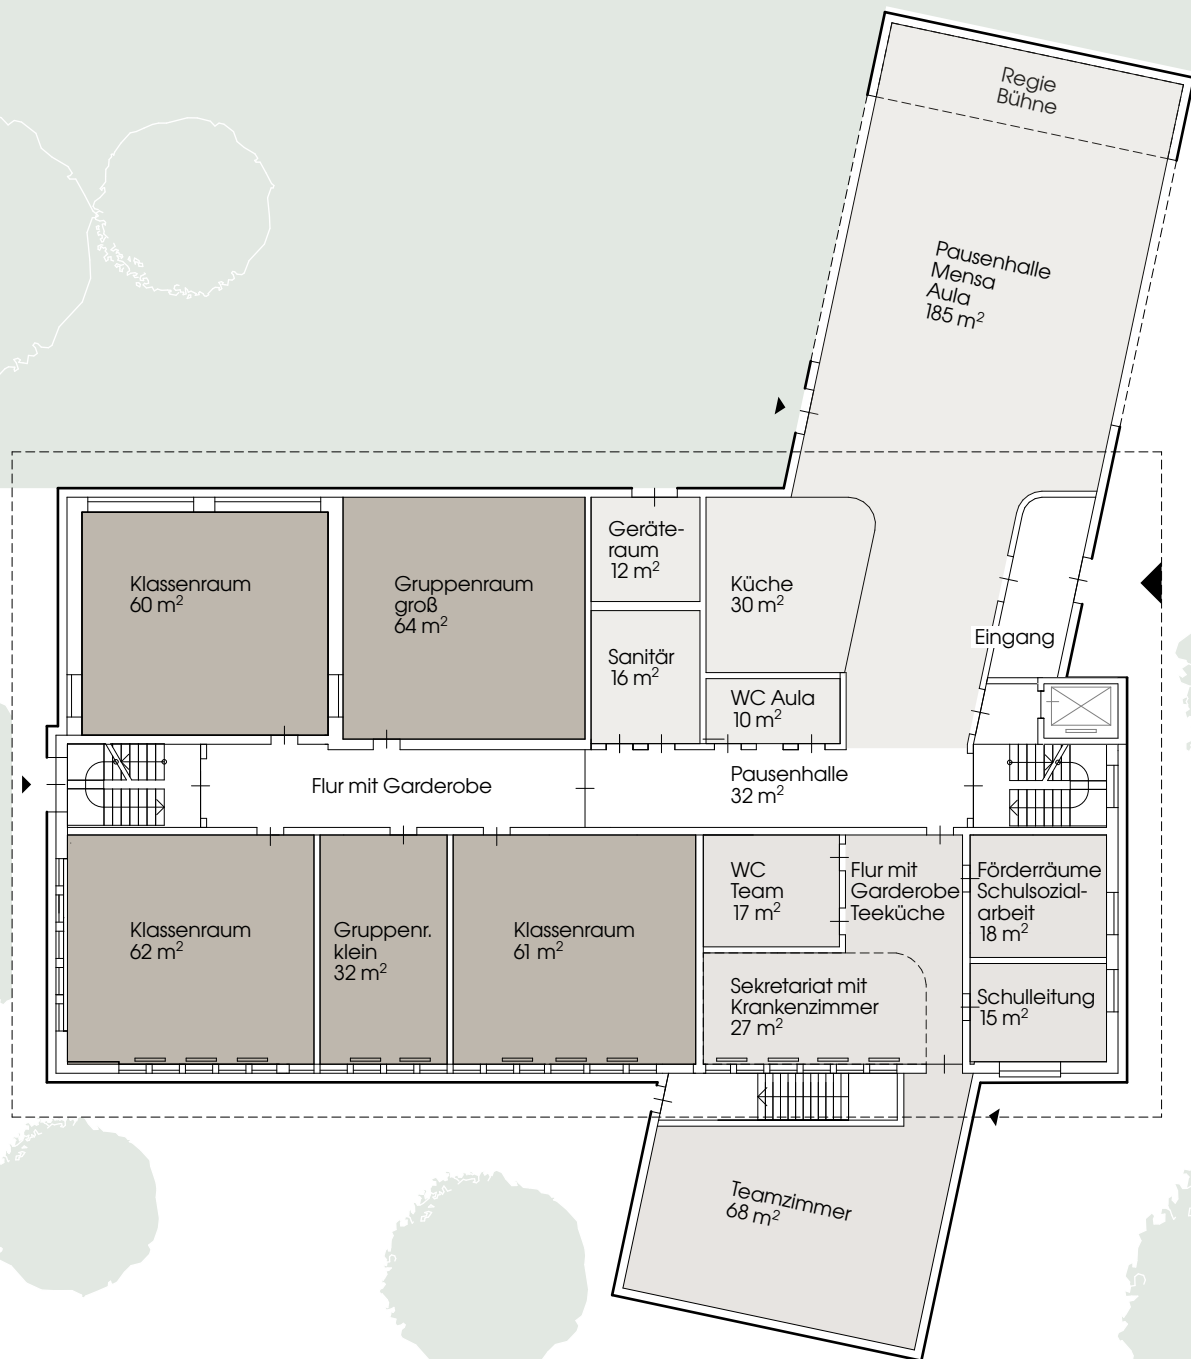 Regie
Bühne
Pausenhalle
Mensa
Aula
185 m²
Klassenraum
60 m²
Gruppenraum
groß
64 m²
Geräte-
raum
12 m²
Küche
30 m²
Sanitär
16 m²
WC Aula
10 m²
Eingang
Flur mit Garderobe
Pausenhalle
32 m²
Klassenraum
62 m²
Gruppenr.
klein
32 m²
Klassenraum
61 m²
WC
Team
17 m²
Flur mit
Garderobe
Teeküche
Förderräume
Schulsozial-
arbeit
18 m²
Sekretariat mit
Krankenzimmer
27 m²
Schulleitung
15 m²
Teamzimmer
68 m²